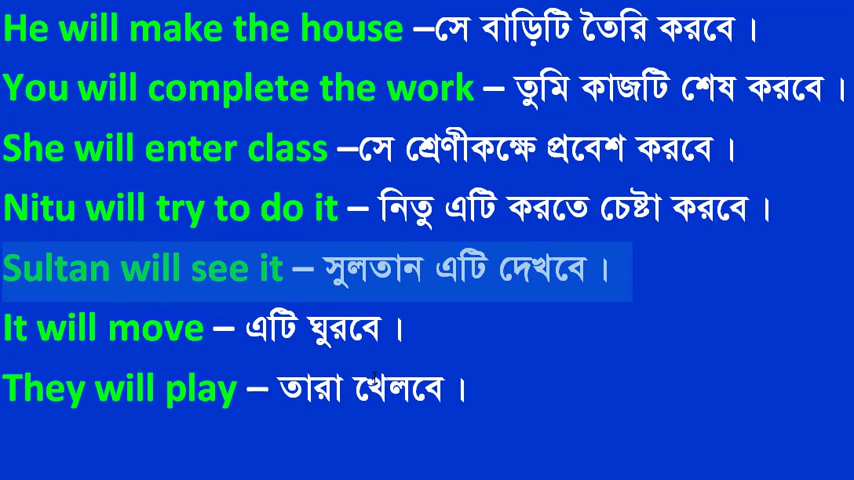 He will make the house –সে বাড়িটি তৈরি করবে ।
You will complete the work – তুমি কাজটি শেষ করবে ।
She will enter class –সে শ্রেণীকক্ষে প্রবেশ করবে ।
Nitu will try to do it – নিতু এটি করতে চেষ্টা করবে ।
Sultan will see it – সুলতান এটি দেখবে ।
It will move – এটি ঘুরবে ।
They will play – তারা খেলবে ।